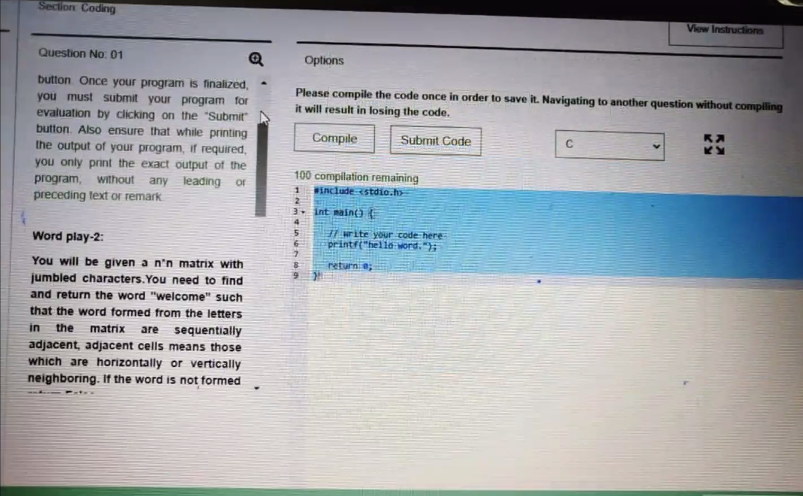 Section: Coding
View Instructions
Question No: 01
Options
button. Once your program is finalized,
you must submit your program for
evaluation by clicking on the "Submit"
button. Also ensure that while printing
the output of your program, if required,
you only print the exact output of the
program, without any leading or
preceding text or remark
Word play-2:
You will be given a n*n matrix with
jumbled characters.You need to find
and return the word "welcome" such
that the word formed from the letters
in the matrix are sequentially
adjacent, adjacent cells means those
which are horizontally or vertically
neighboring. If the word is not formed
Please compile the code once in order to save it. Navigating to another question without compiling
it will result in losing the code.
Compile
Submit Code
C
100 compilation remaining
1 #include <stdio.h>
2
3 int main() {
4
5 // Write your code here
6 printf("hello word.");
7
8 return 0;
9 }